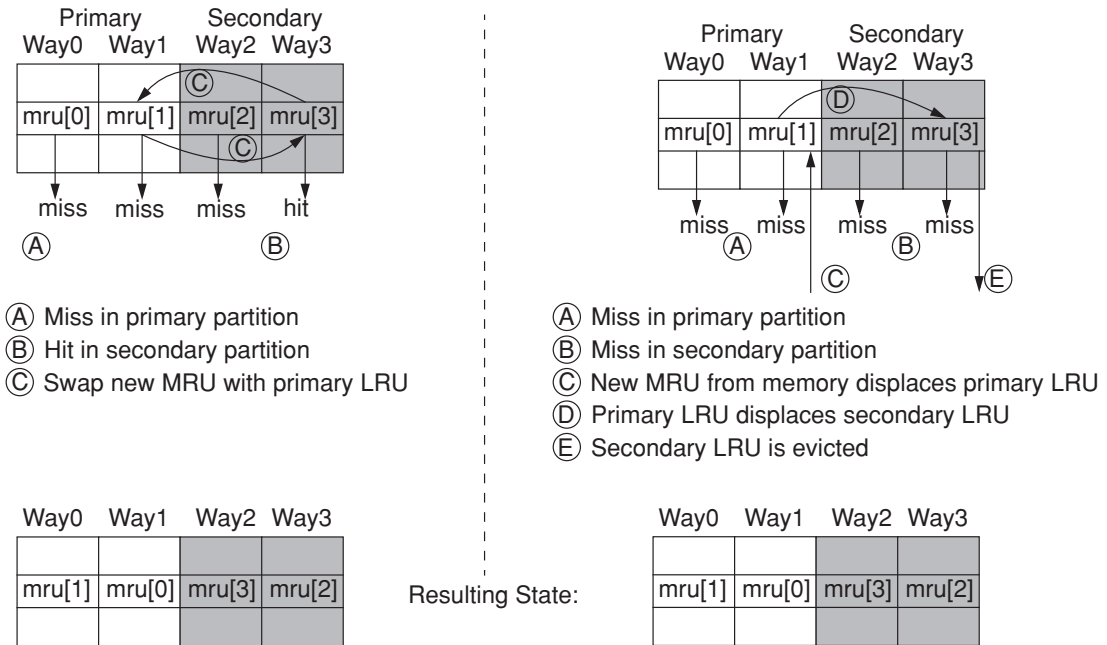 Primary Secondary
Way0 Way1 Way2 Way3
C
mru[0] mru[1] mru[2] mru[3]
C
miss miss miss hit
A B
A Miss in primary partition
B Hit in secondary partition
C Swap new MRU with primary LRU
Way0 Way1 Way2 Way3
mru[1] mru[0] mru[3] mru[2]
Resulting State:
Primary Secondary
Way0 Way1 Way2 Way3
D
mru[0] mru[1] mru[2] mru[3]
miss miss miss miss
A B
C E
A Miss in primary partition
B Miss in secondary partition
C New MRU from memory displaces primary LRU
D Primary LRU displaces secondary LRU
E Secondary LRU is evicted
Way0 Way1 Way2 Way3
mru[1] mru[0] mru[3] mru[2]